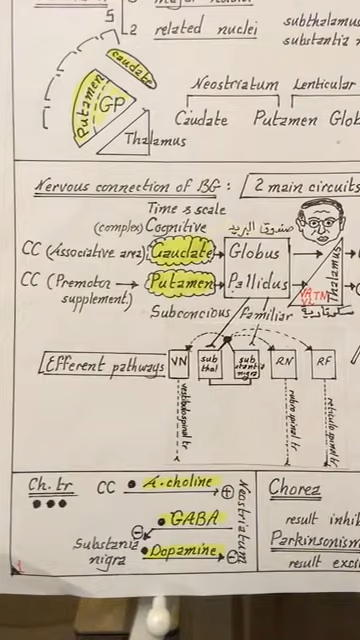 5
2 related nuclei
subthalamus
substantia
caudate
Putamen
GP
Thalamus
Neostriatum Lenticular
Caudate Putamen Glob
Nervous connection of BG: 2 main circuits
Time & scale
(complex) Cognitive صندوق البريد
CC (Associative area) Caudate Globus
CC (Premotor Putamen Pallidus
supplement)
Thalamus
Subconcious Familiar
Efferent pathways VN sub thal substantia nigra RN RF
vestibulospinal tr
rubrospinal tr
reticulospinal tr
Ch. tr CC A.choline +
GABA
Substania
nigra
Dopamine
Neostriatum
Chorea
result inhib
Parkinsonism
result exci